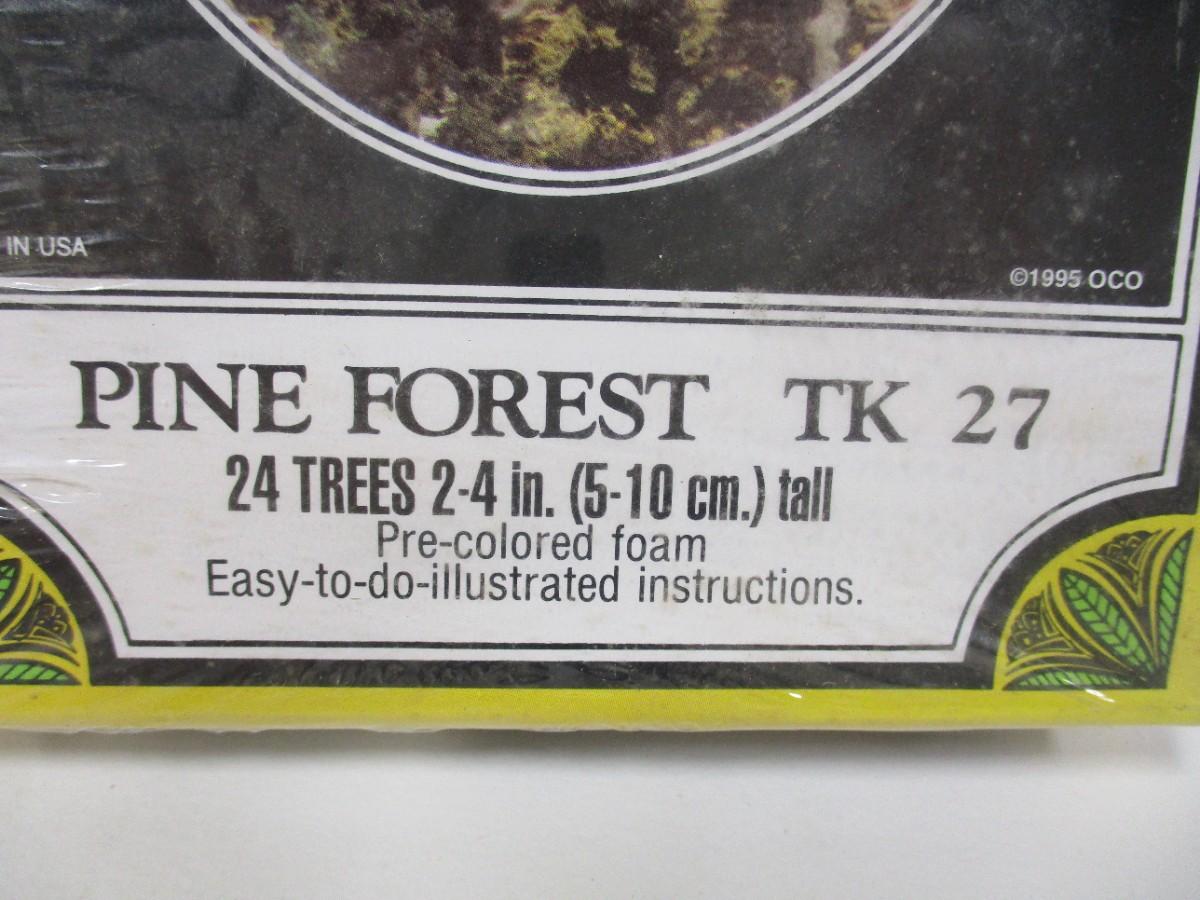 IN USA
©1995 OCO
PINE FOREST TK 27
24 TREES 2-4 in. (5-10 cm.) tall
Pre-colored foam
Easy-to-do-illustrated instructions.